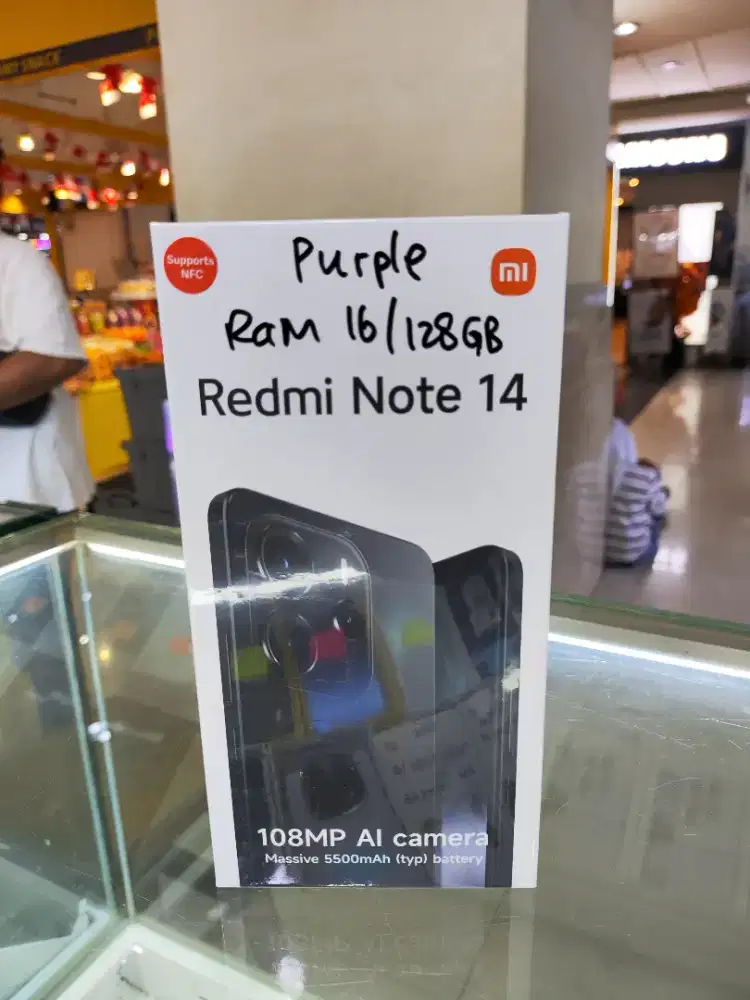 Supports
NFC
Purple
mi
RAM 16/128GB
Redmi Note 14
108MP AI camera
Massive 5500mAh (typ) battery